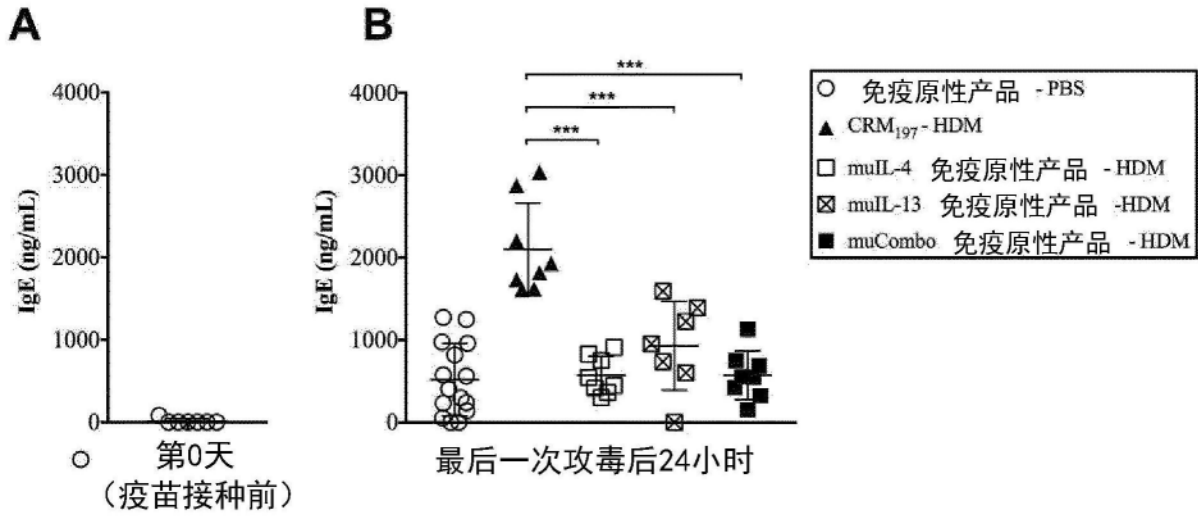 A
IgE (ng/mL)
4000
3000
2000
1000
0
第0天
(疫苗接种前)
B
IgE (ng/mL)
4000
3000
2000
1000
0
***
***
***
最后一次攻毒后24小时
免疫原性产品 - PBS
CRM197 - HDM
muIL-4 免疫原性产品 - HDM
muIL-13 免疫原性产品 -HDM
muCombo 免疫原性产品 - HDM